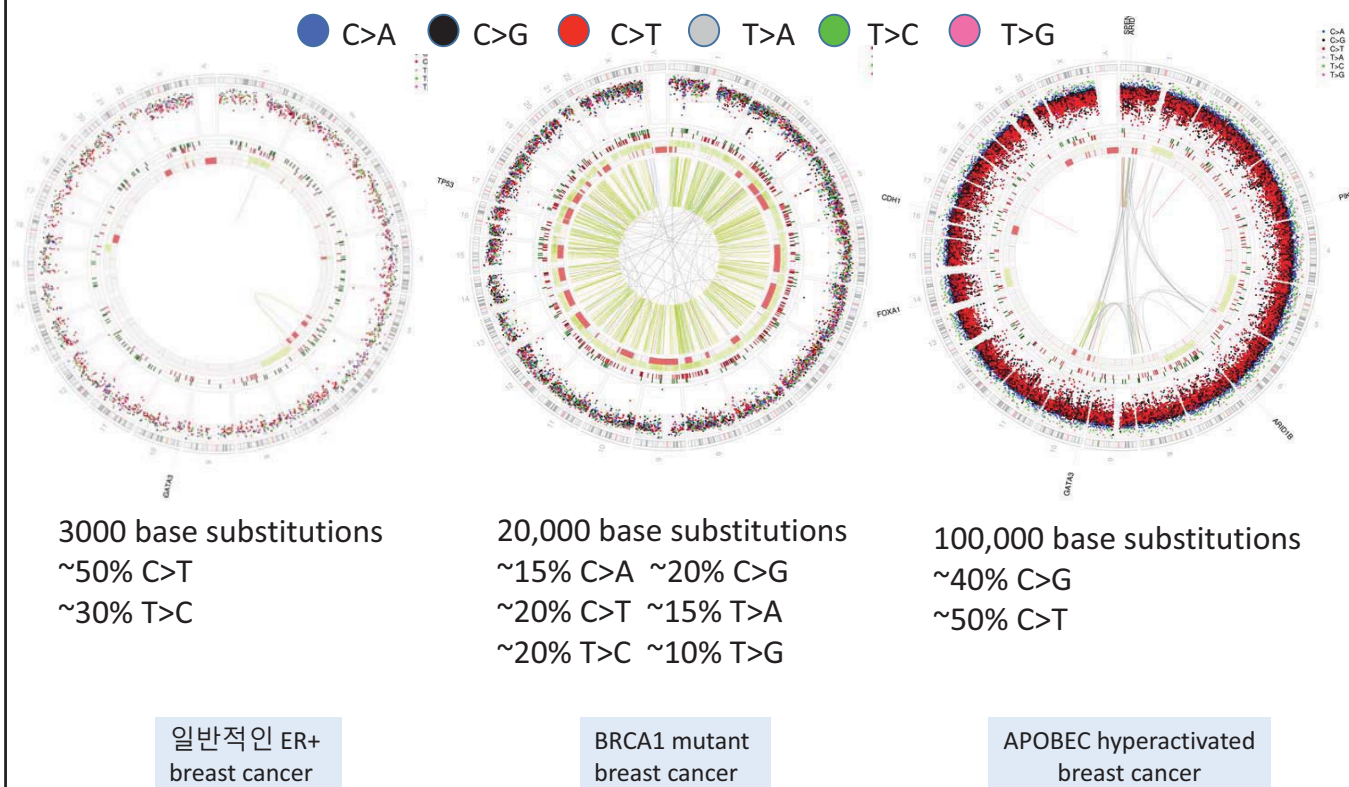 C>A C>G C>T T>A T>C T>G
C>A
C>G
C>T
T>A
T>C
T>G
TP53
CDH1
FOXA1
ARID1B
GATA3
GATA3
3000 base substitutions
~50% C>T
~30% T>C
20,000 base substitutions
~15% C>A ~20% C>G
~20% C>T ~15% T>A
~20% T>C ~10% T>G
100,000 base substitutions
~40% C>G
~50% C>T
일반적인 ER+
breast cancer
BRCA1 mutant
breast cancer
APOBEC hyperactivated
breast cancer